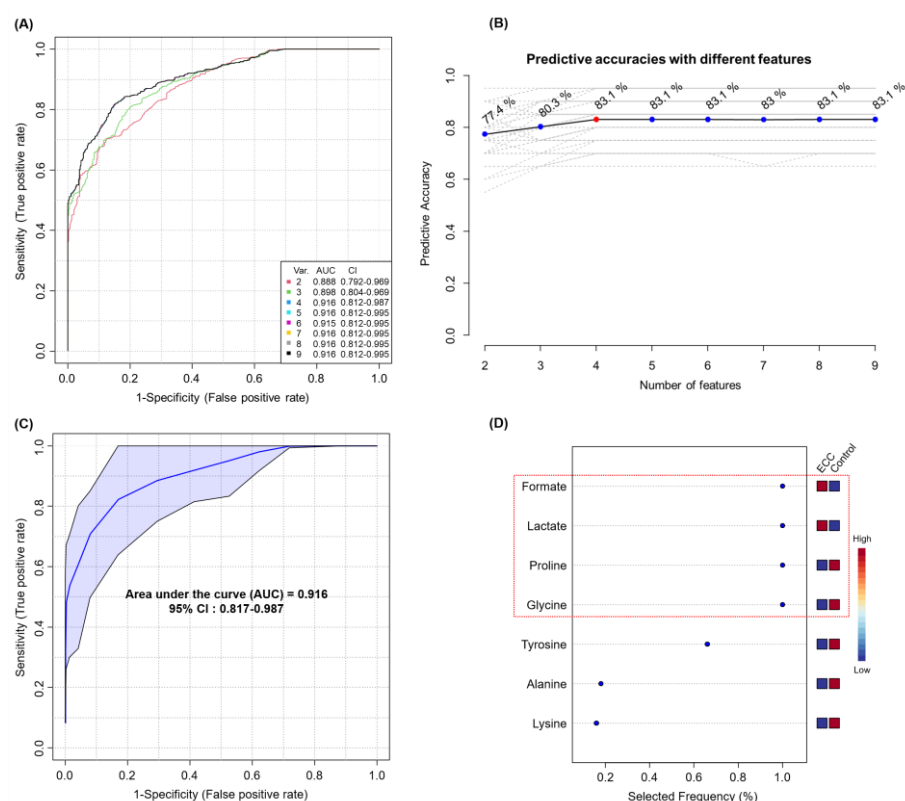 (A)
1.0
0.8
0.6
0.4
0.2
0.0
Sensitivity (True positive rate)
Var. AUC CI
2 0.888 0.792-0.969
3 0.898 0.804-0.969
4 0.916 0.812-0.987
5 0.916 0.812-0.995
6 0.915 0.812-0.995
7 0.916 0.812-0.995
8 0.916 0.812-0.995
9 0.916 0.812-0.995
0.0 0.2 0.4 0.6 0.8 1.0
1-Specificity (False positive rate)
(B)
Predictive accuracies with different features
1.0
0.8
0.6
0.4
0.2
0.0
Predictive Accuracy
77.4 %
80.3 %
83.1 %
83.1 %
83.1 %
83 %
83.1 %
83.1 %
2 3 4 5 6 7 8 9
Number of features
(C)
1.0
0.8
0.6
0.4
0.2
0.0
Sensitivity (True positive rate)
Area under the curve (AUC) = 0.916
95% CI : 0.817-0.987
0.0 0.2 0.4 0.6 0.8 1.0
1-Specificity (False positive rate)
(D)
ECC
Control
Formate
Lactate
Proline
Glycine
Tyrosine
Alanine
Lysine
High
Low
0.2 0.4 0.6 0.8 1.0
Selected Frequency (%)